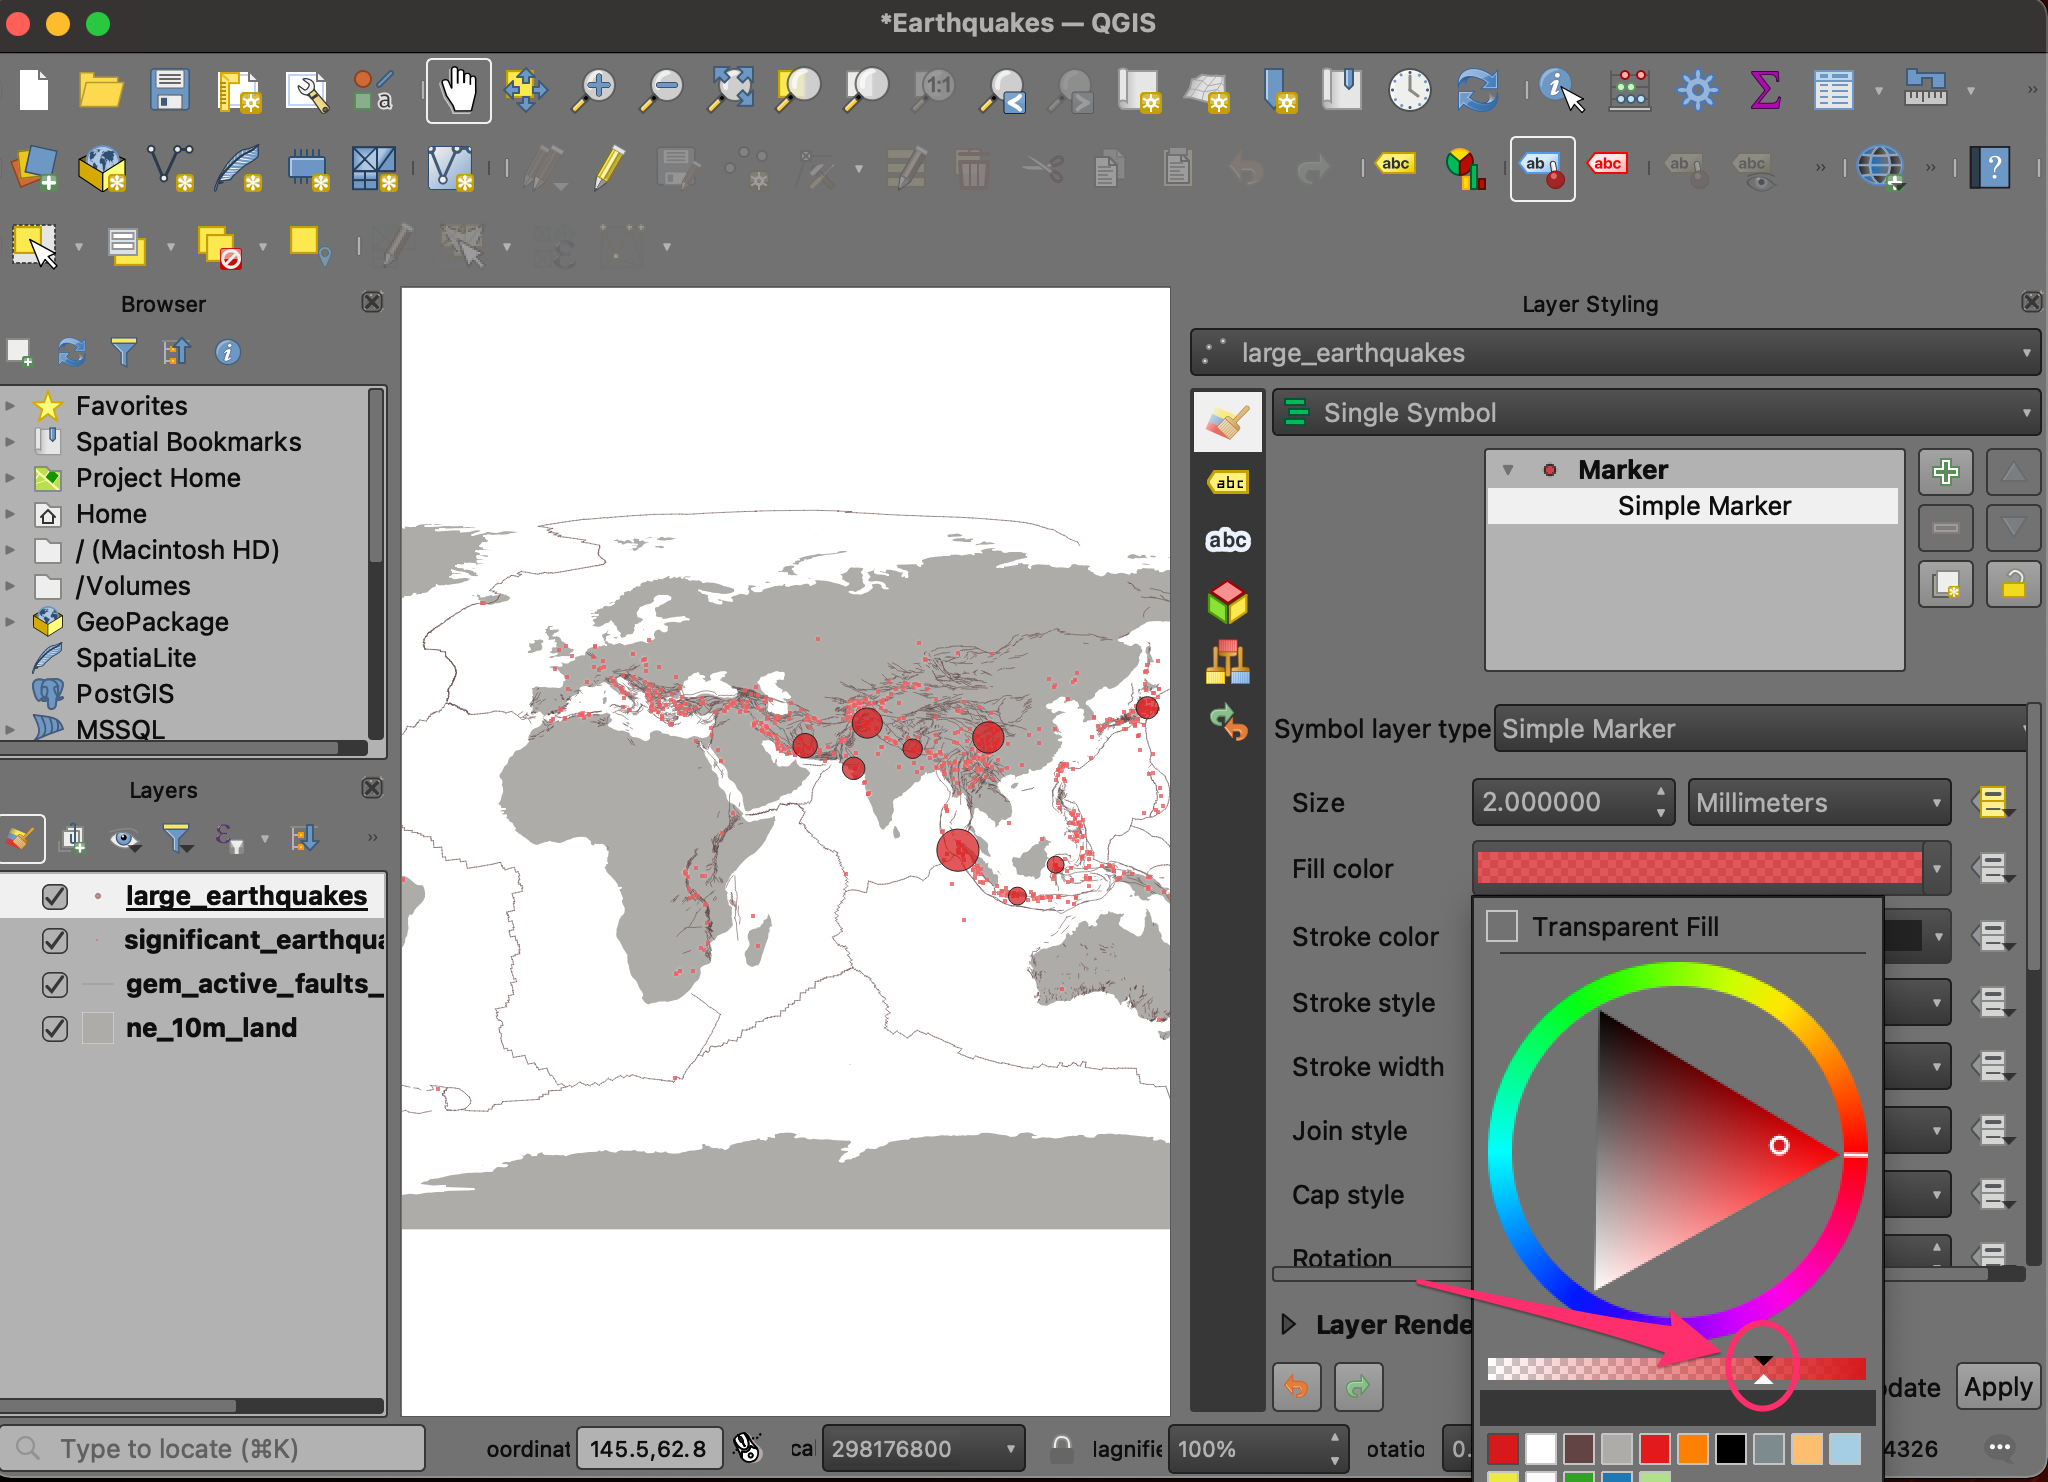 *Earthquakes — QGIS
a
1:1
abc
ab
abc
ab
abc
?
Browser
Favorites
Spatial Bookmarks
Project Home
Home
/ (Macintosh HD)
/Volumes
GeoPackage
SpatiaLite
PostGIS
MSSQL
Layers
large_earthquakes
significant_earthqua
gem_active_faults_
ne_10m_land
Layer Styling
large_earthquakes
Single Symbol
abc
abc
Marker
Simple Marker
Symbol layer type
Simple Marker
Size
2.000000
Millimeters
Fill color
Transparent Fill
Stroke color
Stroke style
Stroke width
Join style
Cap style
Rotation
Layer Rende
pdate
Apply
Type to locate (⌘K)
oordinat
145.5,62.8
ca
298176800
lagnifie
100%
otatio
0.
4326